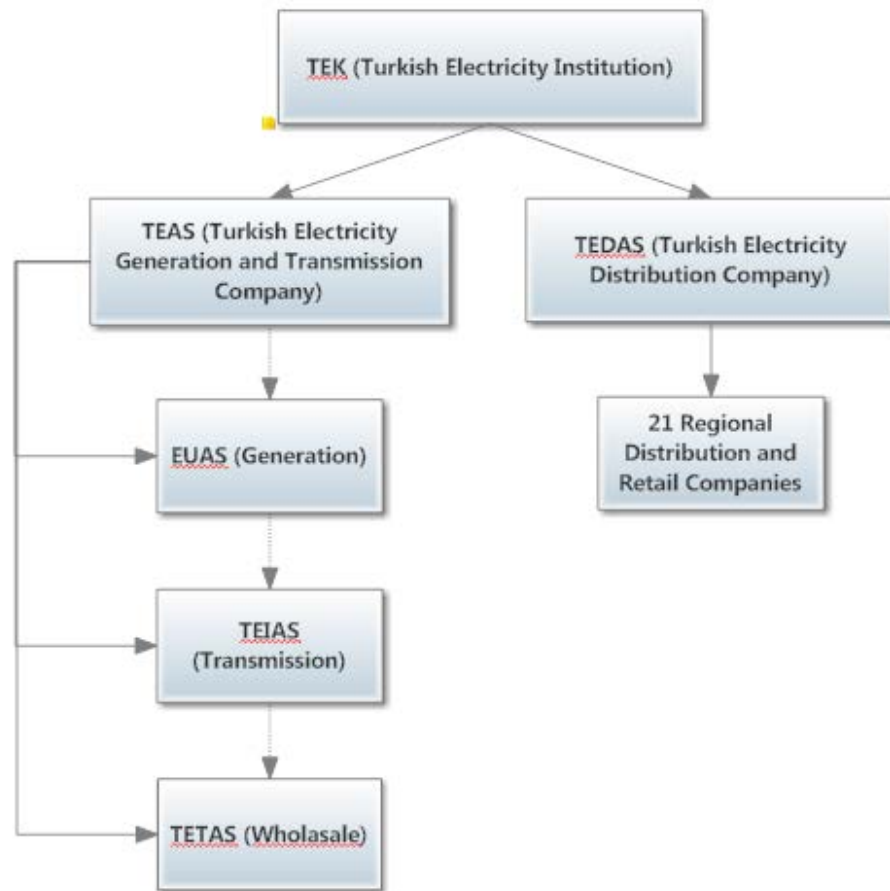 TEK (Turkish Electricity Institution)
TEAS (Turkish Electricity
Generation and Transmission
Company)
TEDAS (Turkish Electricity
Distribution Company)
EUAS (Generation)
21 Regional
Distribution and
Retail Companies
TEIAS
(Transmission)
TETAS (Wholasale)